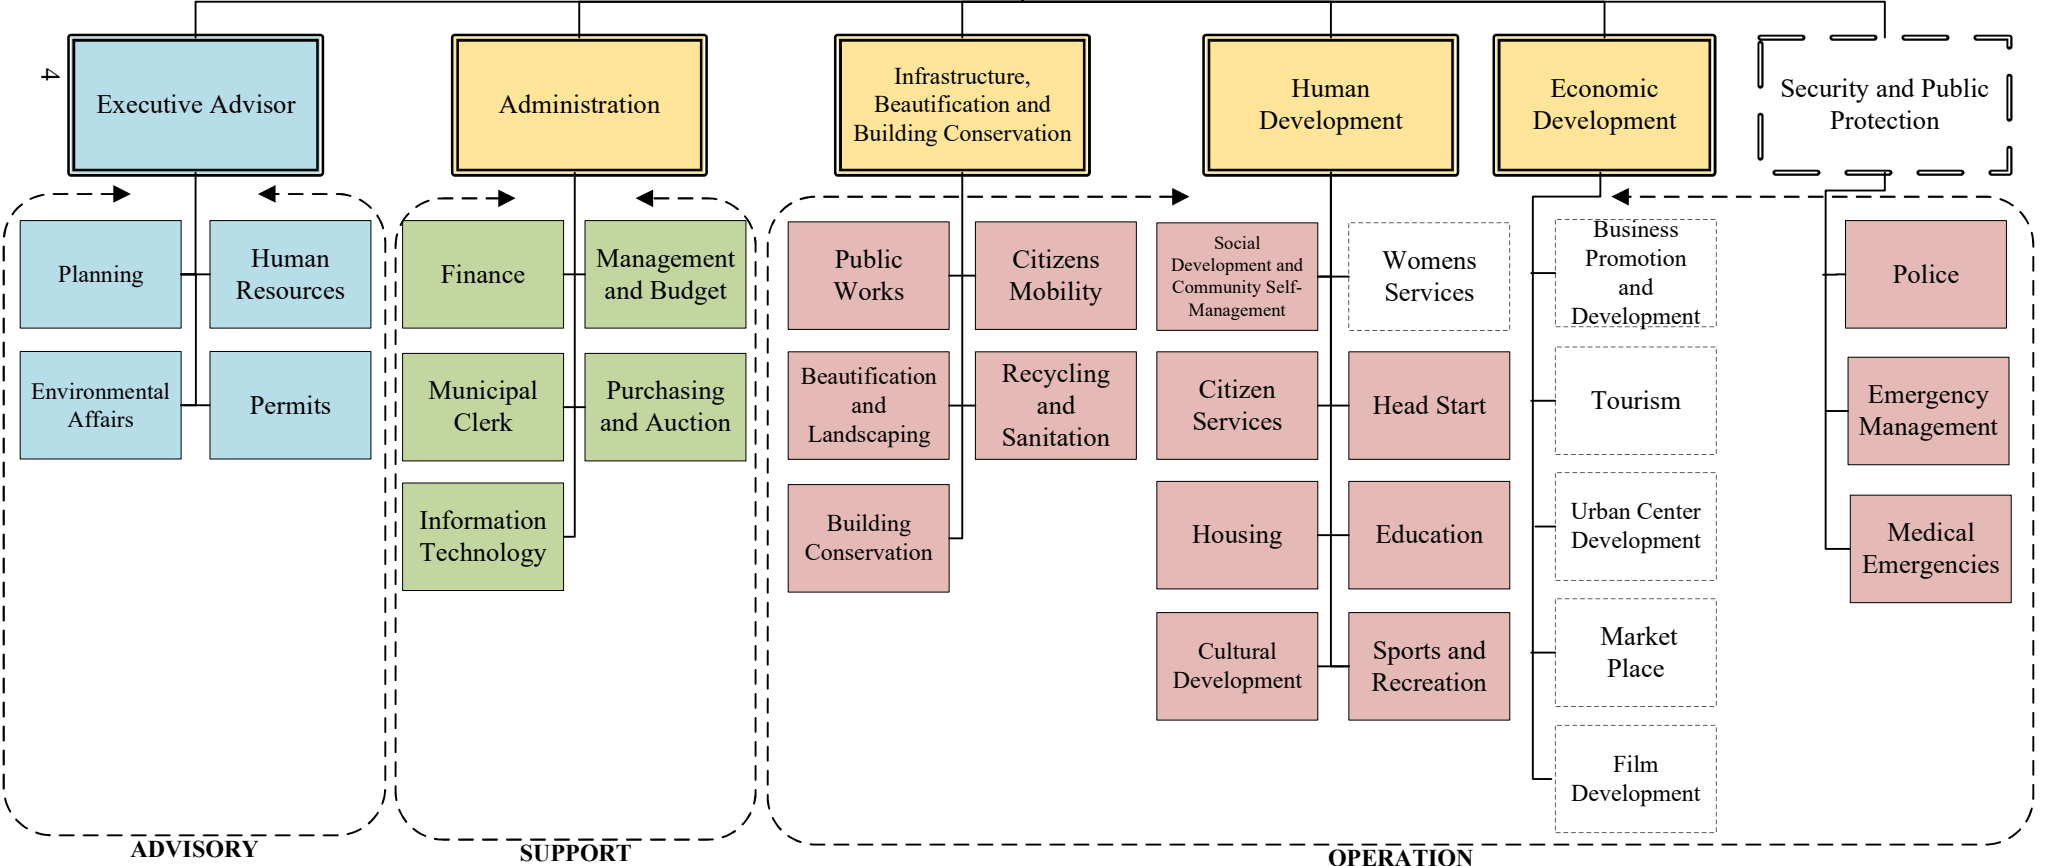 4
Executive Advisor
Administration
Infrastructure,
Beautification and
Building Conservation
Human
Development
Economic
Development
Security and Public
Protection
Planning
Human
Resources
Environmental
Affairs
Permits
Finance
Management
and Budget
Municipal
Clerk
Purchasing
and Auction
Information
Technology
Public
Works
Citizens
Mobility
Beautification
and
Landscaping
Recycling
and
Sanitation
Building
Conservation
Social
Development and
Community Self-
Management
Womens
Services
Citizen
Services
Head Start
Housing
Education
Cultural
Development
Sports and
Recreation
Business
Promotion
and
Development
Tourism
Urban Center
Development
Market
Place
Film
Development
Police
Emergency
Management
Medical
Emergencies
ADVISORY
SUPPORT
OPERATION